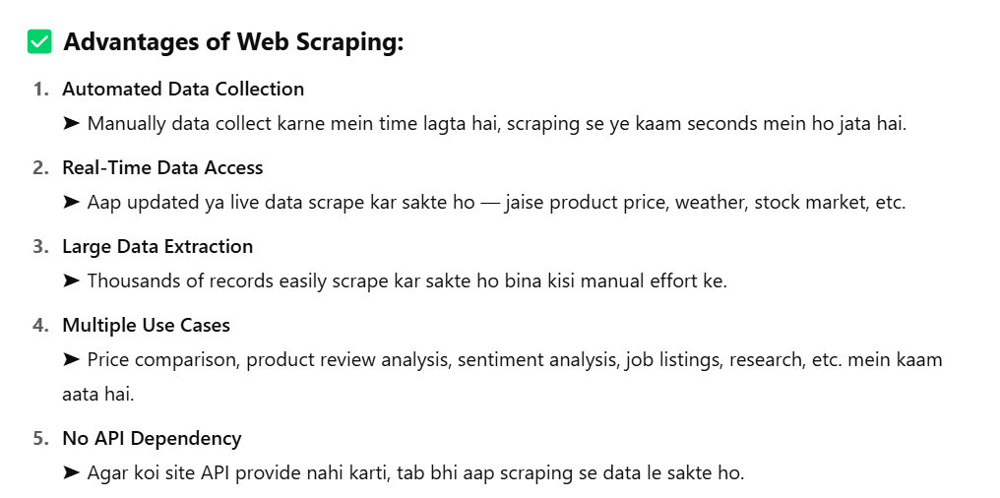 ✅ Advantages of Web Scraping:
1. Automated Data Collection
➤ Manually data collect karne mein time lagta hai, scraping se ye kaam seconds mein ho jata hai.
2. Real-Time Data Access
➤ Aap updated ya live data scrape kar sakte ho — jaise product price, weather, stock market, etc.
3. Large Data Extraction
➤ Thousands of records easily scrape kar sakte ho bina kisi manual effort ke.
4. Multiple Use Cases
➤ Price comparison, product review analysis, sentiment analysis, job listings, research, etc. mein kaam
aata hai.
5. No API Dependency
➤ Agar koi site API provide nahi karti, tab bhi aap scraping se data le sakte ho.